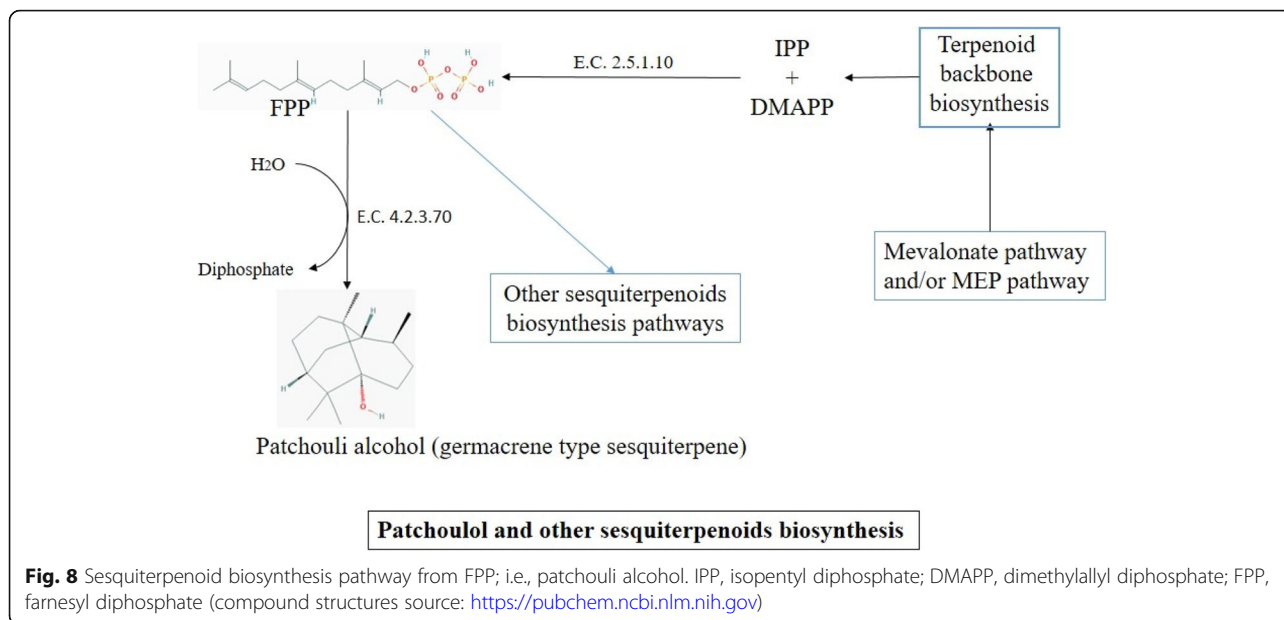 IPP
+
DMAPP
E.C. 2.5.1.10
Terpenoid
backbone
biosynthesis
H
O
O
H
O
P
P
O
O
O
O
H
H
FPP
H2O
E.C. 4.2.3.70
Diphosphate
Mevalonate pathway
and/or MEP pathway
Other sesquiterpenoids
biosynthesis pathways
H
H
O
H
Patchouli alcohol (germacrene type sesquiterpene)
Patchoulol and other sesquiterpenoids biosynthesis
Fig. 8 Sesquiterpenoid biosynthesis pathway from FPP; i.e., patchouli alcohol. IPP, isopentyl diphosphate; DMAPP, dimethylallyl diphosphate; FPP,
farnesyl diphosphate (compound structures source: https://pubchem.ncbi.nlm.nih.gov)